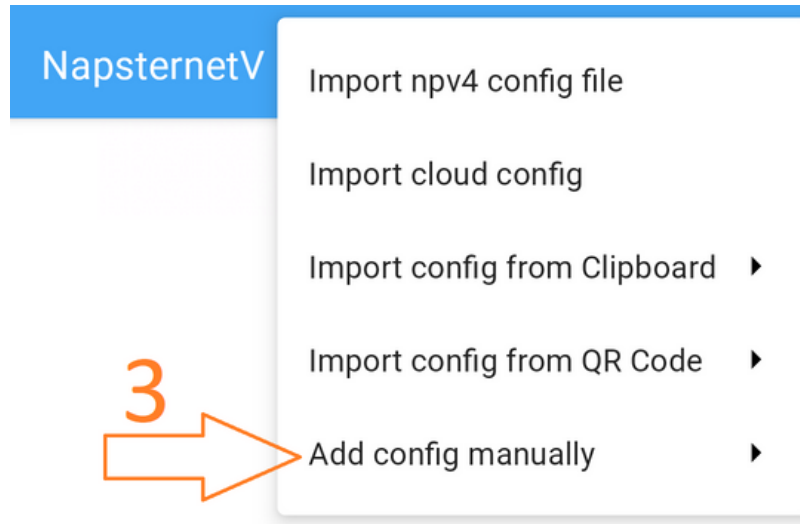 NapsternetV
Import npv4 config file
Import cloud config
Import config from Clipboard
Import config from QR Code
3
Add config manually